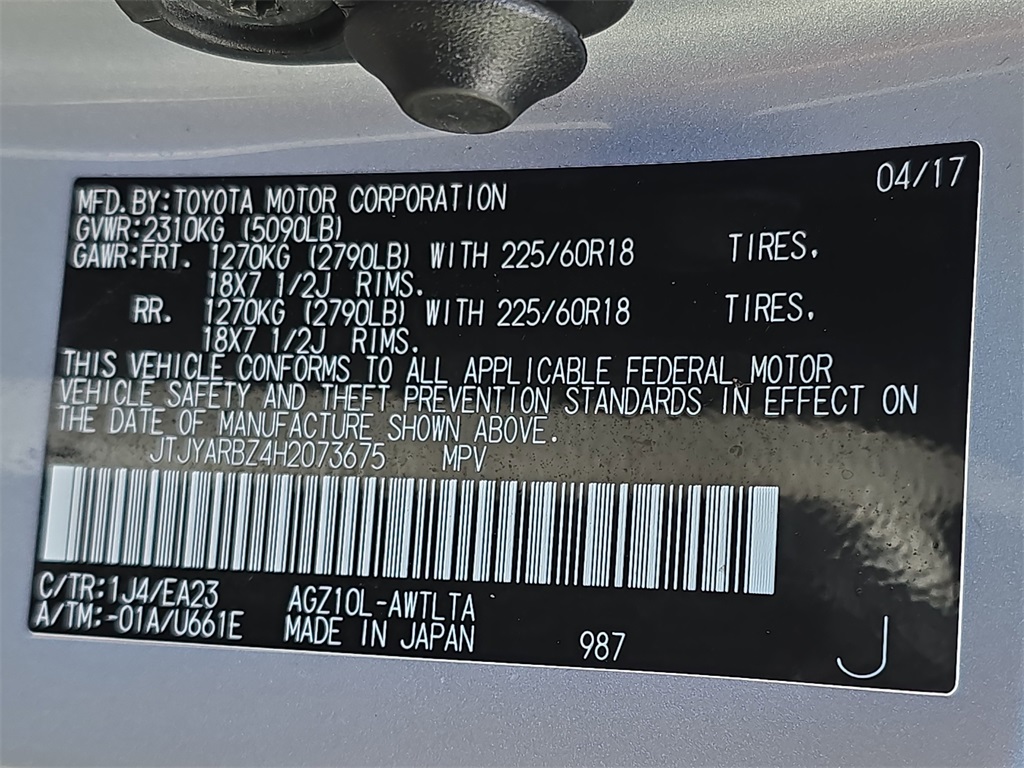 04/17
MFD. BY: TOYOTA MOTOR CORPORATION
GVWR: 2310KG (5090LB)
GAWR: FRT. 1270KG (2790LB) WITH 225/60R18 TIRES.
18X7 1/2J RIMS.
RR. 1270KG (2790LB) WITH 225/60R18 TIRES.
18X7 1/2J RIMS.
THIS VEHICLE CONFORMS TO ALL APPLICABLE FEDERAL MOTOR
VEHICLE SAFETY AND THEFT PREVENTION STANDARDS IN EFFECT ON
THE DATE OF MANUFACTURE SHOWN ABOVE.
JTJYARBZ4H2073675 MPV
C/TR: 1J4/EA23 AGZ10L-AWTLTA
A/TM: -01A/U661E MADE IN JAPAN 987 J